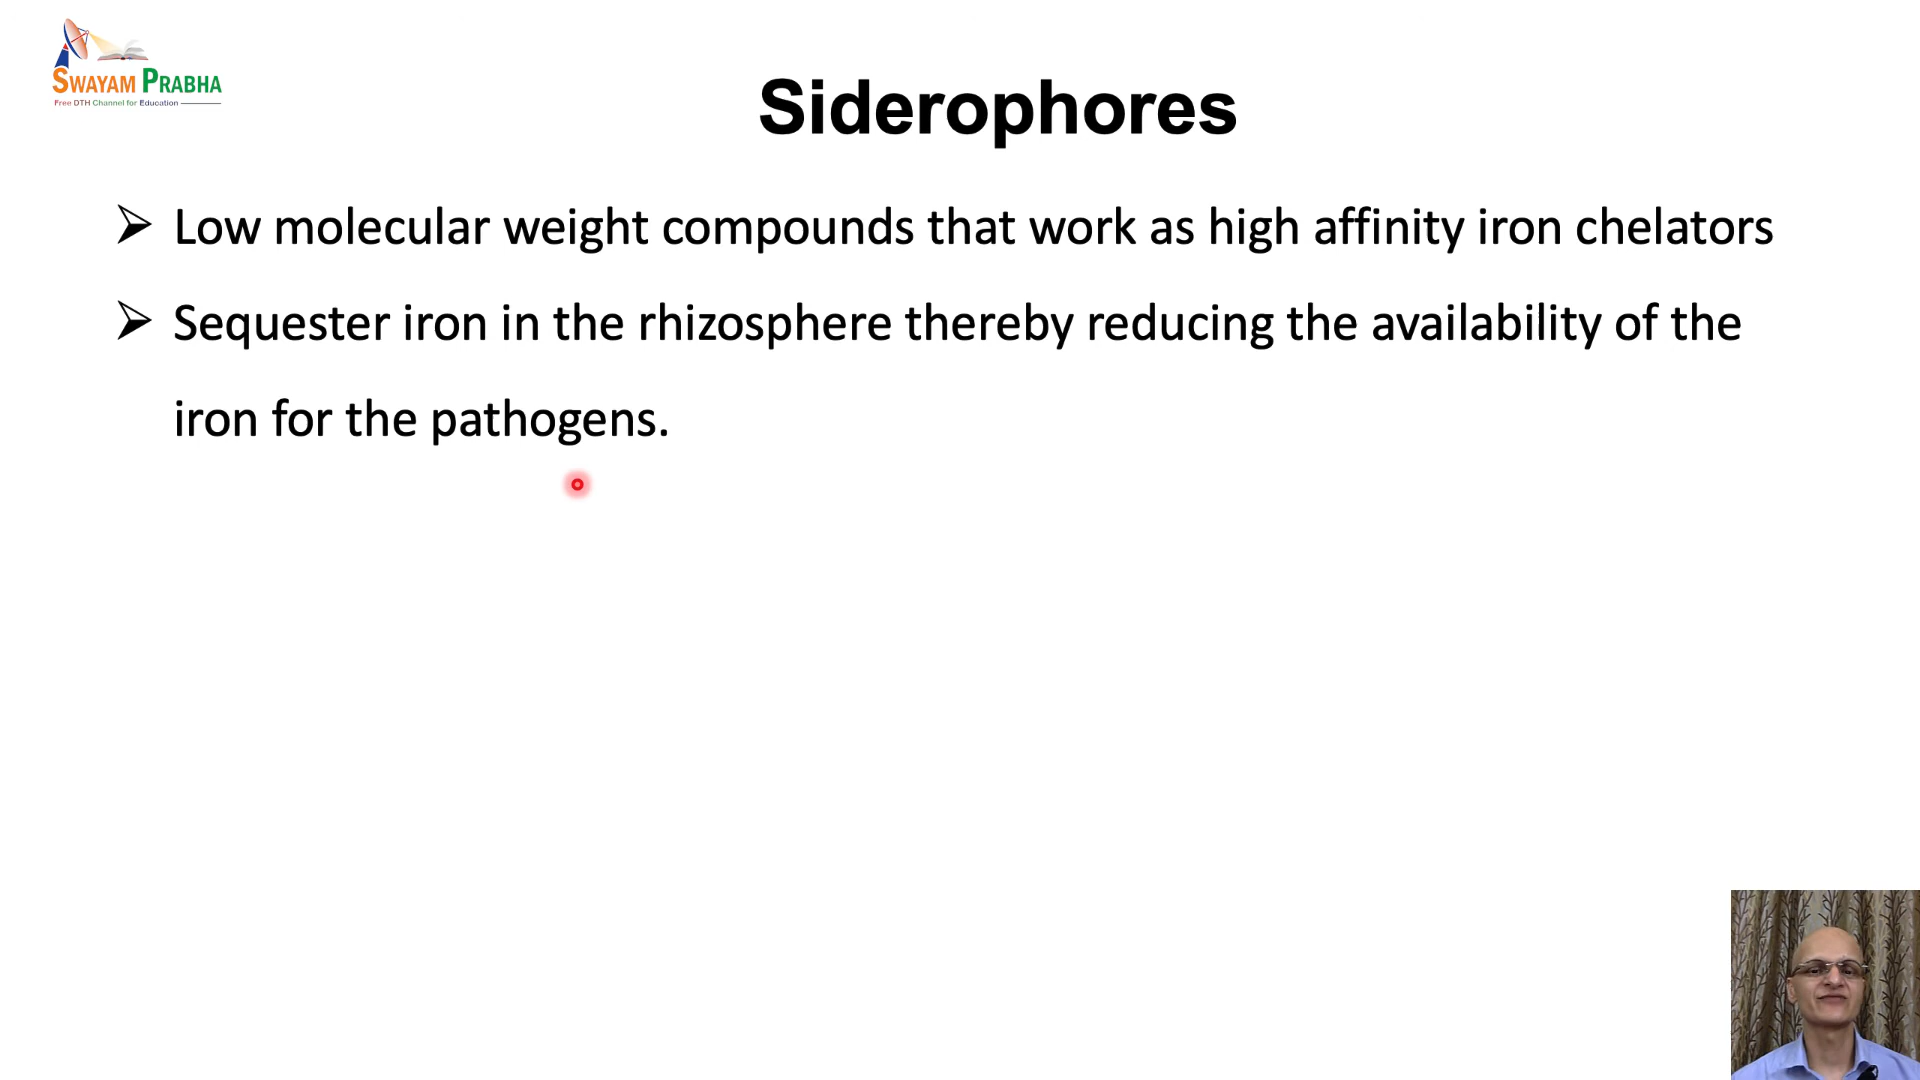 SWAYAM PRABHA
Free DTH Channel for Education
Siderophores
➢ Low molecular weight compounds that work as high affinity iron chelators
➢ Sequester iron in the rhizosphere thereby reducing the availability of the
iron for the pathogens.